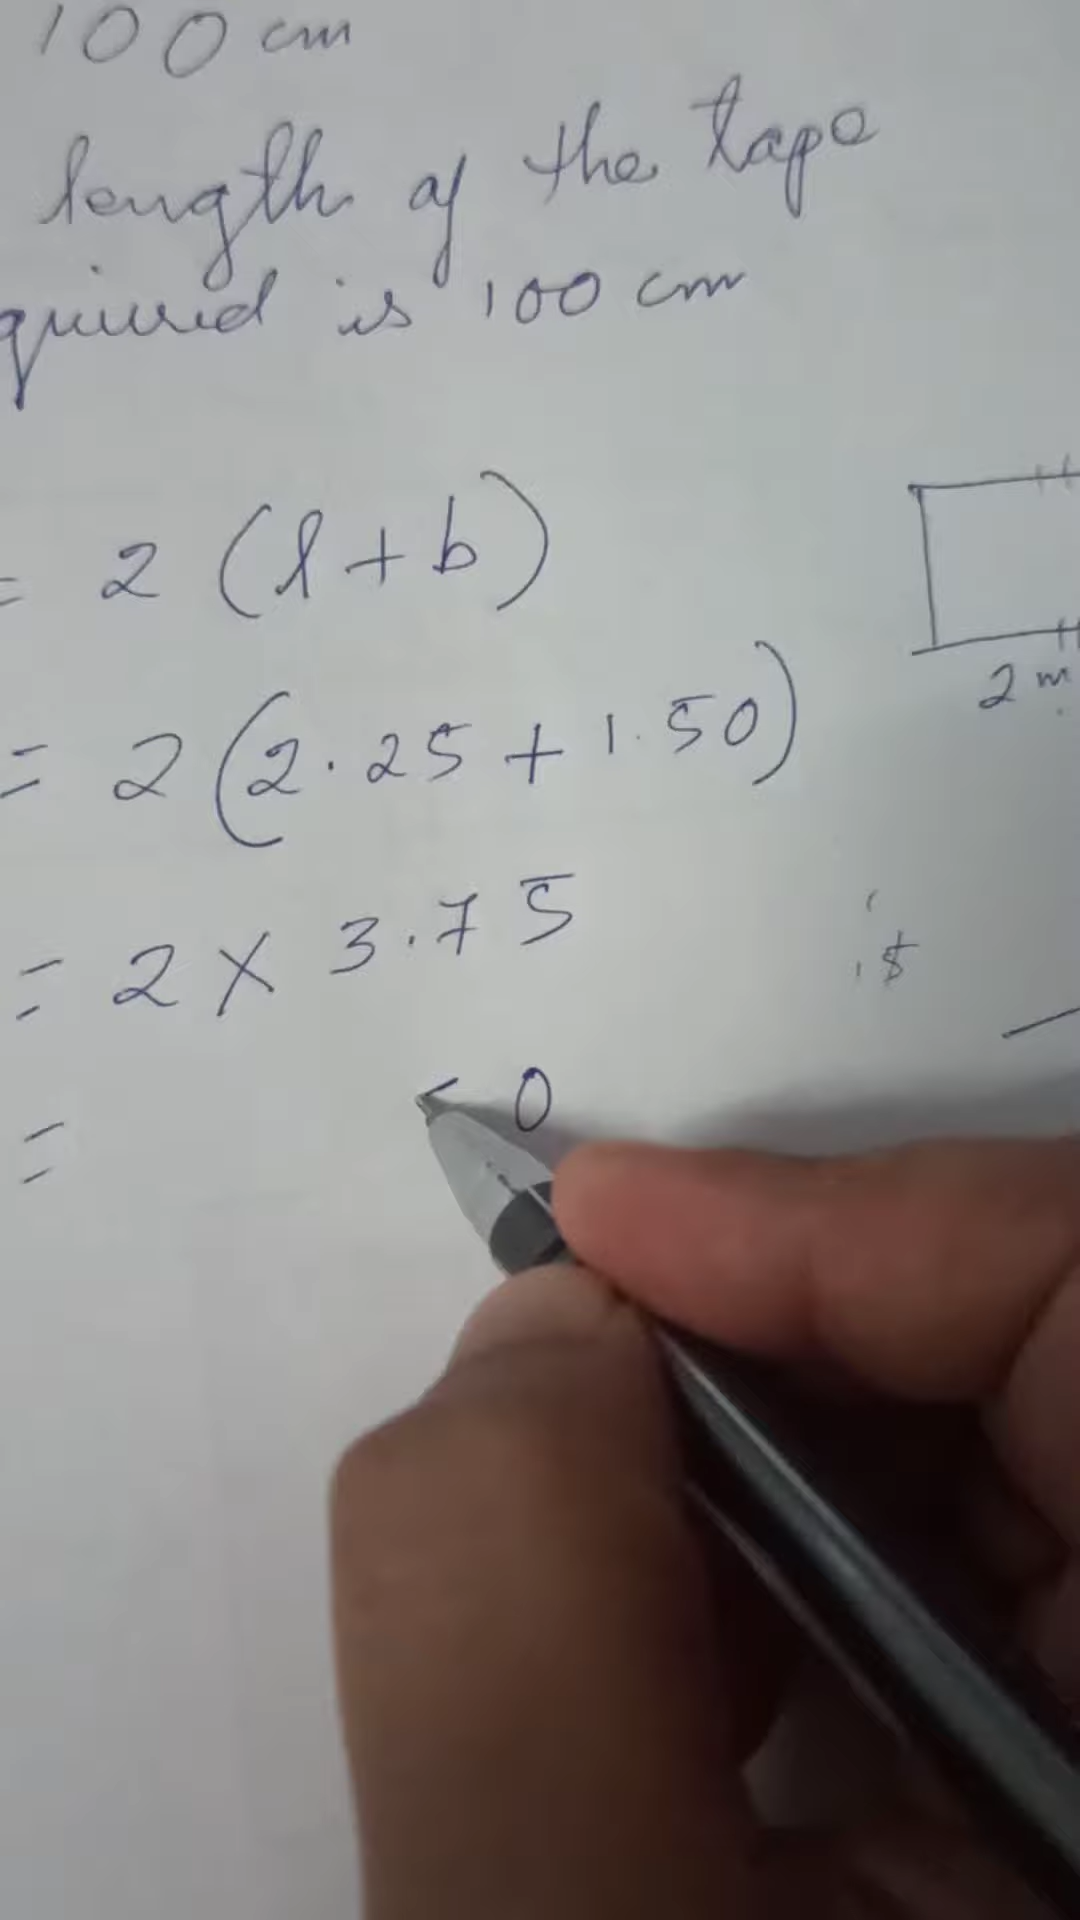 100 cm
length of the tape
quired is 100 cm
= 2 (l + b)
= 2 (2.25 + 1.50)
2 m
= 2 × 3.75
= 0